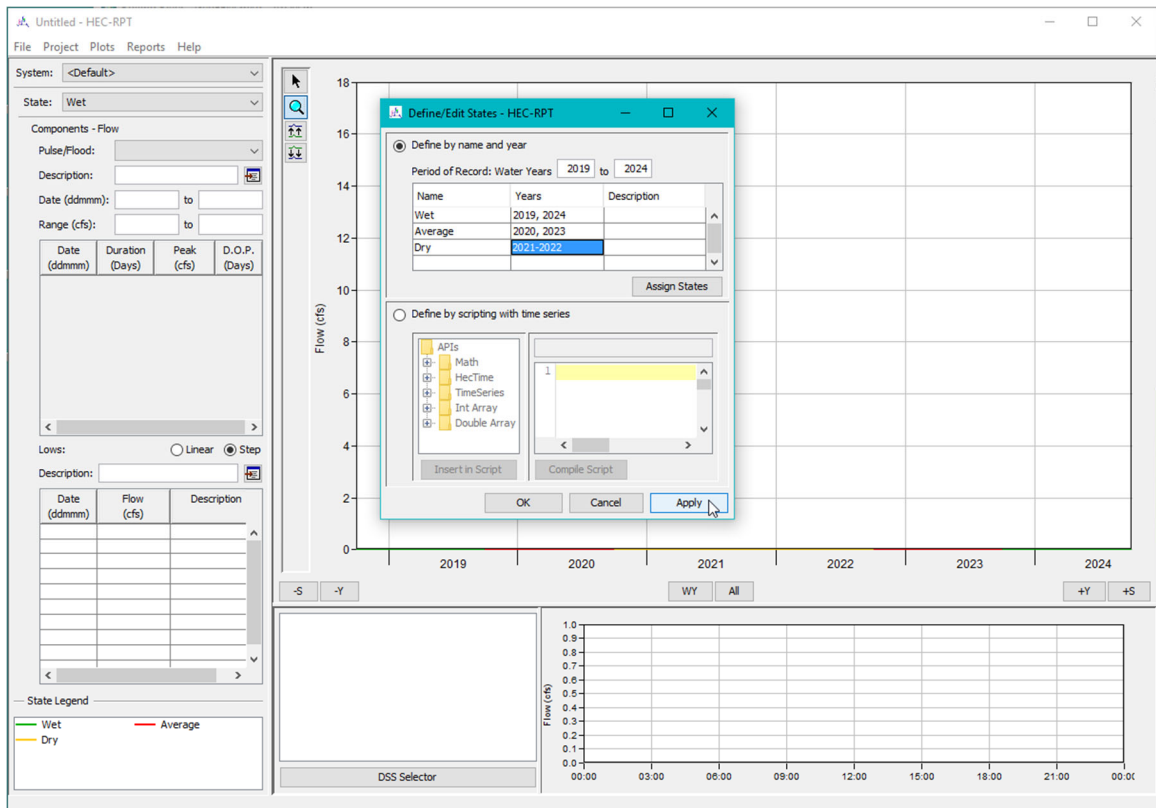 Untitled - HEC-RPT
File Project Plots Reports Help
System: <Default>
State: Wet
Components - Flow
Pulse/Flood:
Description:
Date (ddmmm): to
Range (cfs): to
Date (ddmmm) Duration (Days) Peak (cfs) D.O.P. (Days)
Lows: Linear Step
Description:
Date (ddmmm) Flow (cfs) Description
State Legend
Wet Average
Dry
18
16
14
12
10
8
6
4
2
0
Flow (cfs)
2019 2020 2021 2022 2023 2024
-S -Y WY All +Y +S
Define/Edit States - HEC-RPT
Define by name and year
Period of Record: Water Years 2019 to 2024
Name Years Description
Wet 2019, 2024
Average 2020, 2023
Dry 2021-2022
Assign States
Define by scripting with time series
APIs
Math
HecTime
TimeSeries
Int Array
Double Array
1
Insert in Script Compile Script
OK Cancel Apply
DSS Selector
1.0
0.9
0.8
0.7
0.6
0.5
0.4
0.3
0.2
0.1
0.0
Flow (cfs)
00:00 03:00 06:00 09:00 12:00 15:00 18:00 21:00 00:0